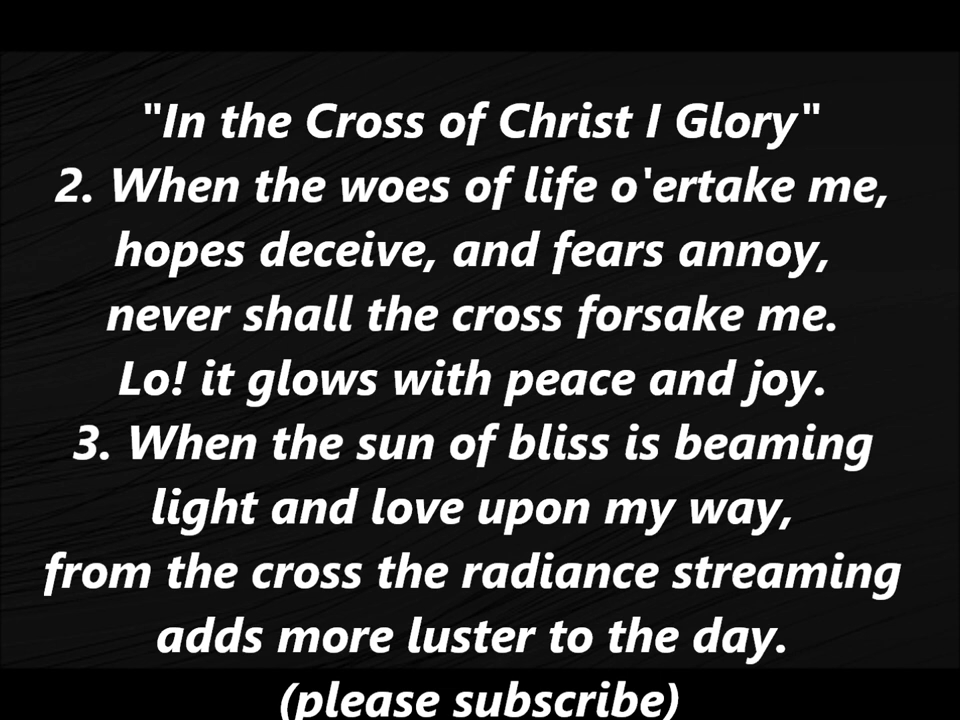 "In the Cross of Christ I Glory"
2. When the woes of life o'ertake me,
hopes deceive, and fears annoy,
never shall the cross forsake me.
Lo! it glows with peace and joy.
3. When the sun of bliss is beaming
light and love upon my way,
from the cross the radiance streaming
adds more luster to the day.
(please subscribe)